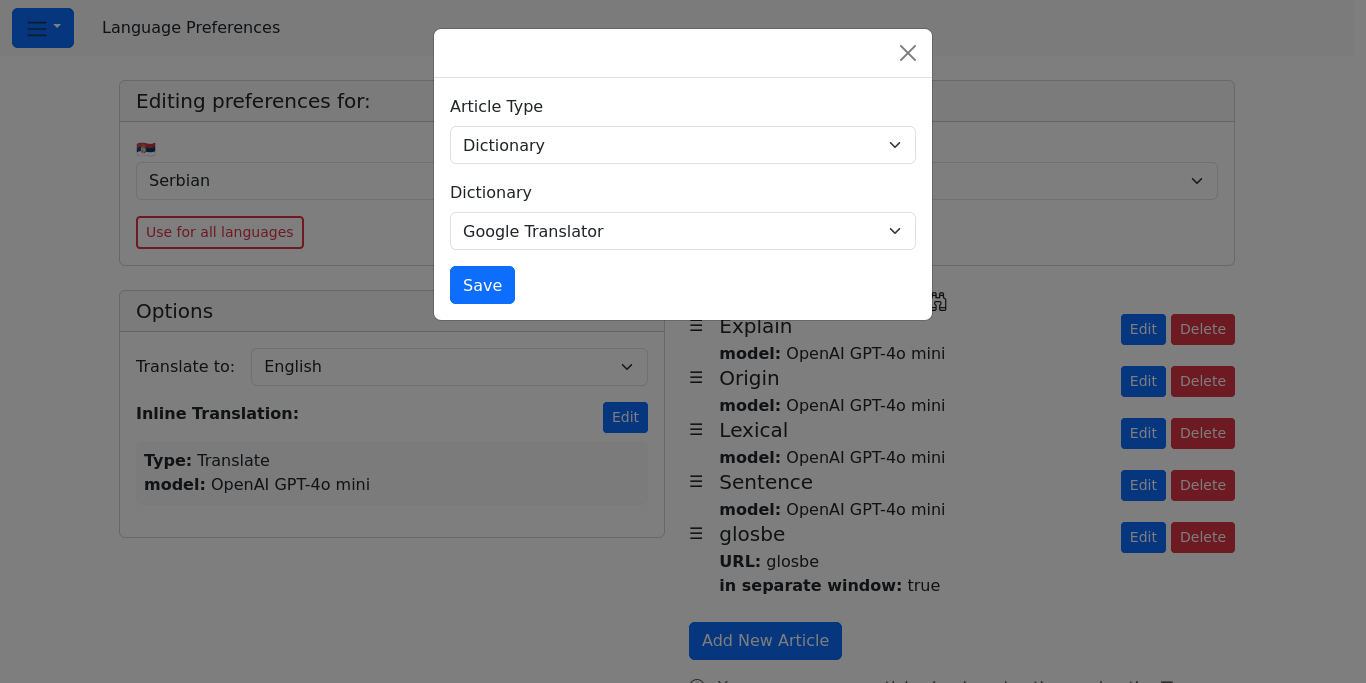 Language Preferences
Article Type
Dictionary
Dictionary
Google Translator
Save
Editing preferences for:
Serbian
Use for all languages
Options
Translate to:
English
Inline Translation:
Edit
Type: Translate
model: OpenAI GPT-4o mini
Explain
Edit
Delete
model: OpenAI GPT-4o mini
Origin
Edit
Delete
model: OpenAI GPT-4o mini
Lexical
Edit
Delete
model: OpenAI GPT-4o mini
Sentence
Edit
Delete
model: OpenAI GPT-4o mini
glosbe
Edit
Delete
URL: glosbe
in separate window: true
Add New Article